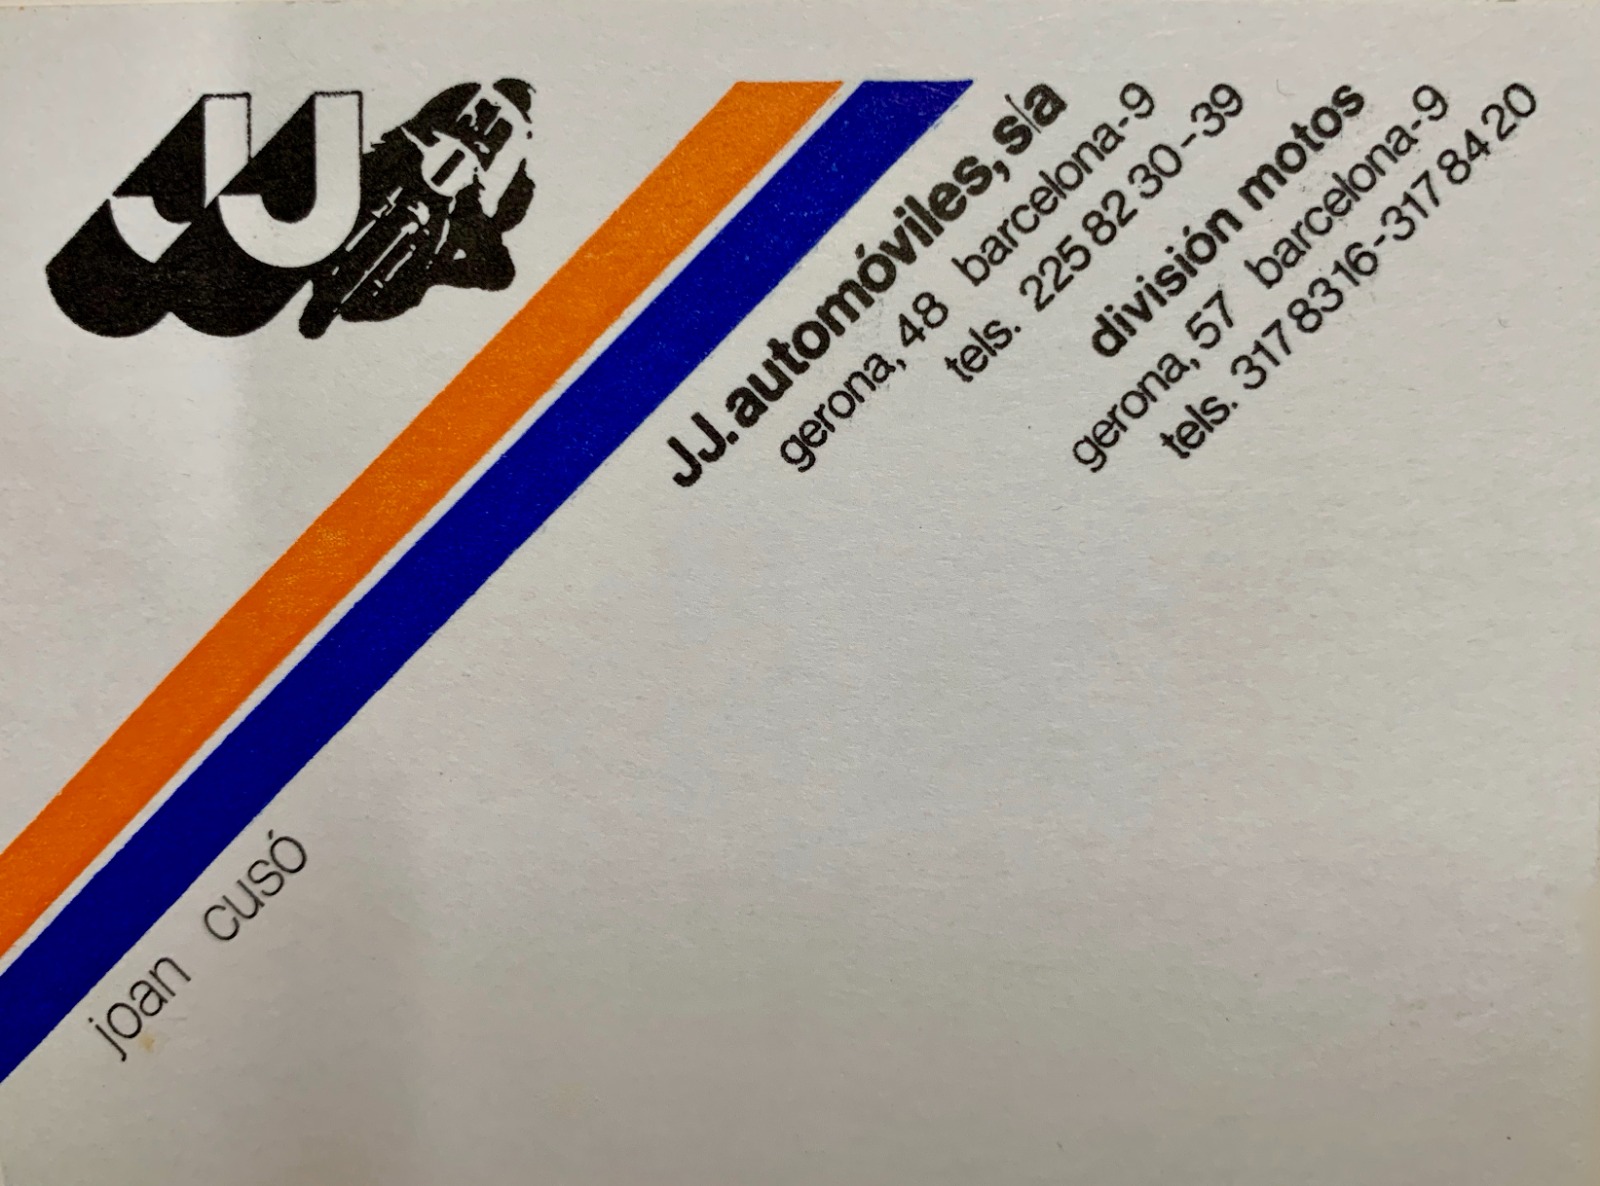 JJ
JJ. automóviles, s/a
gerona, 48 barcelona-9
tels. 225 82 30-39
división motos
gerona, 57 barcelona-9
tels. 317 83 16-317 84 20
joan cusó